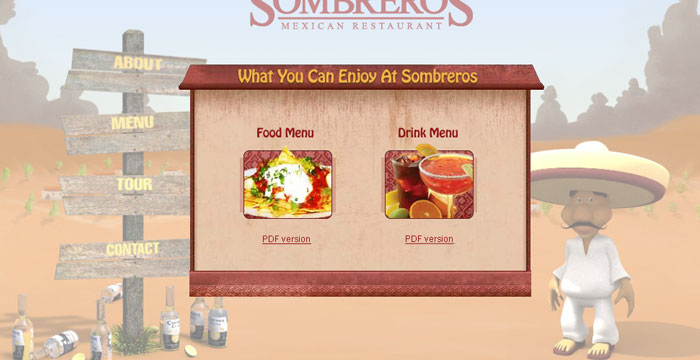 SOMBREROS
MEXICAN RESTAURANT
ABOUT
MENU
TOUR
CONTACT
What You Can Enjoy At Sombreros
Food Menu
Drink Menu
PDF version
PDF version